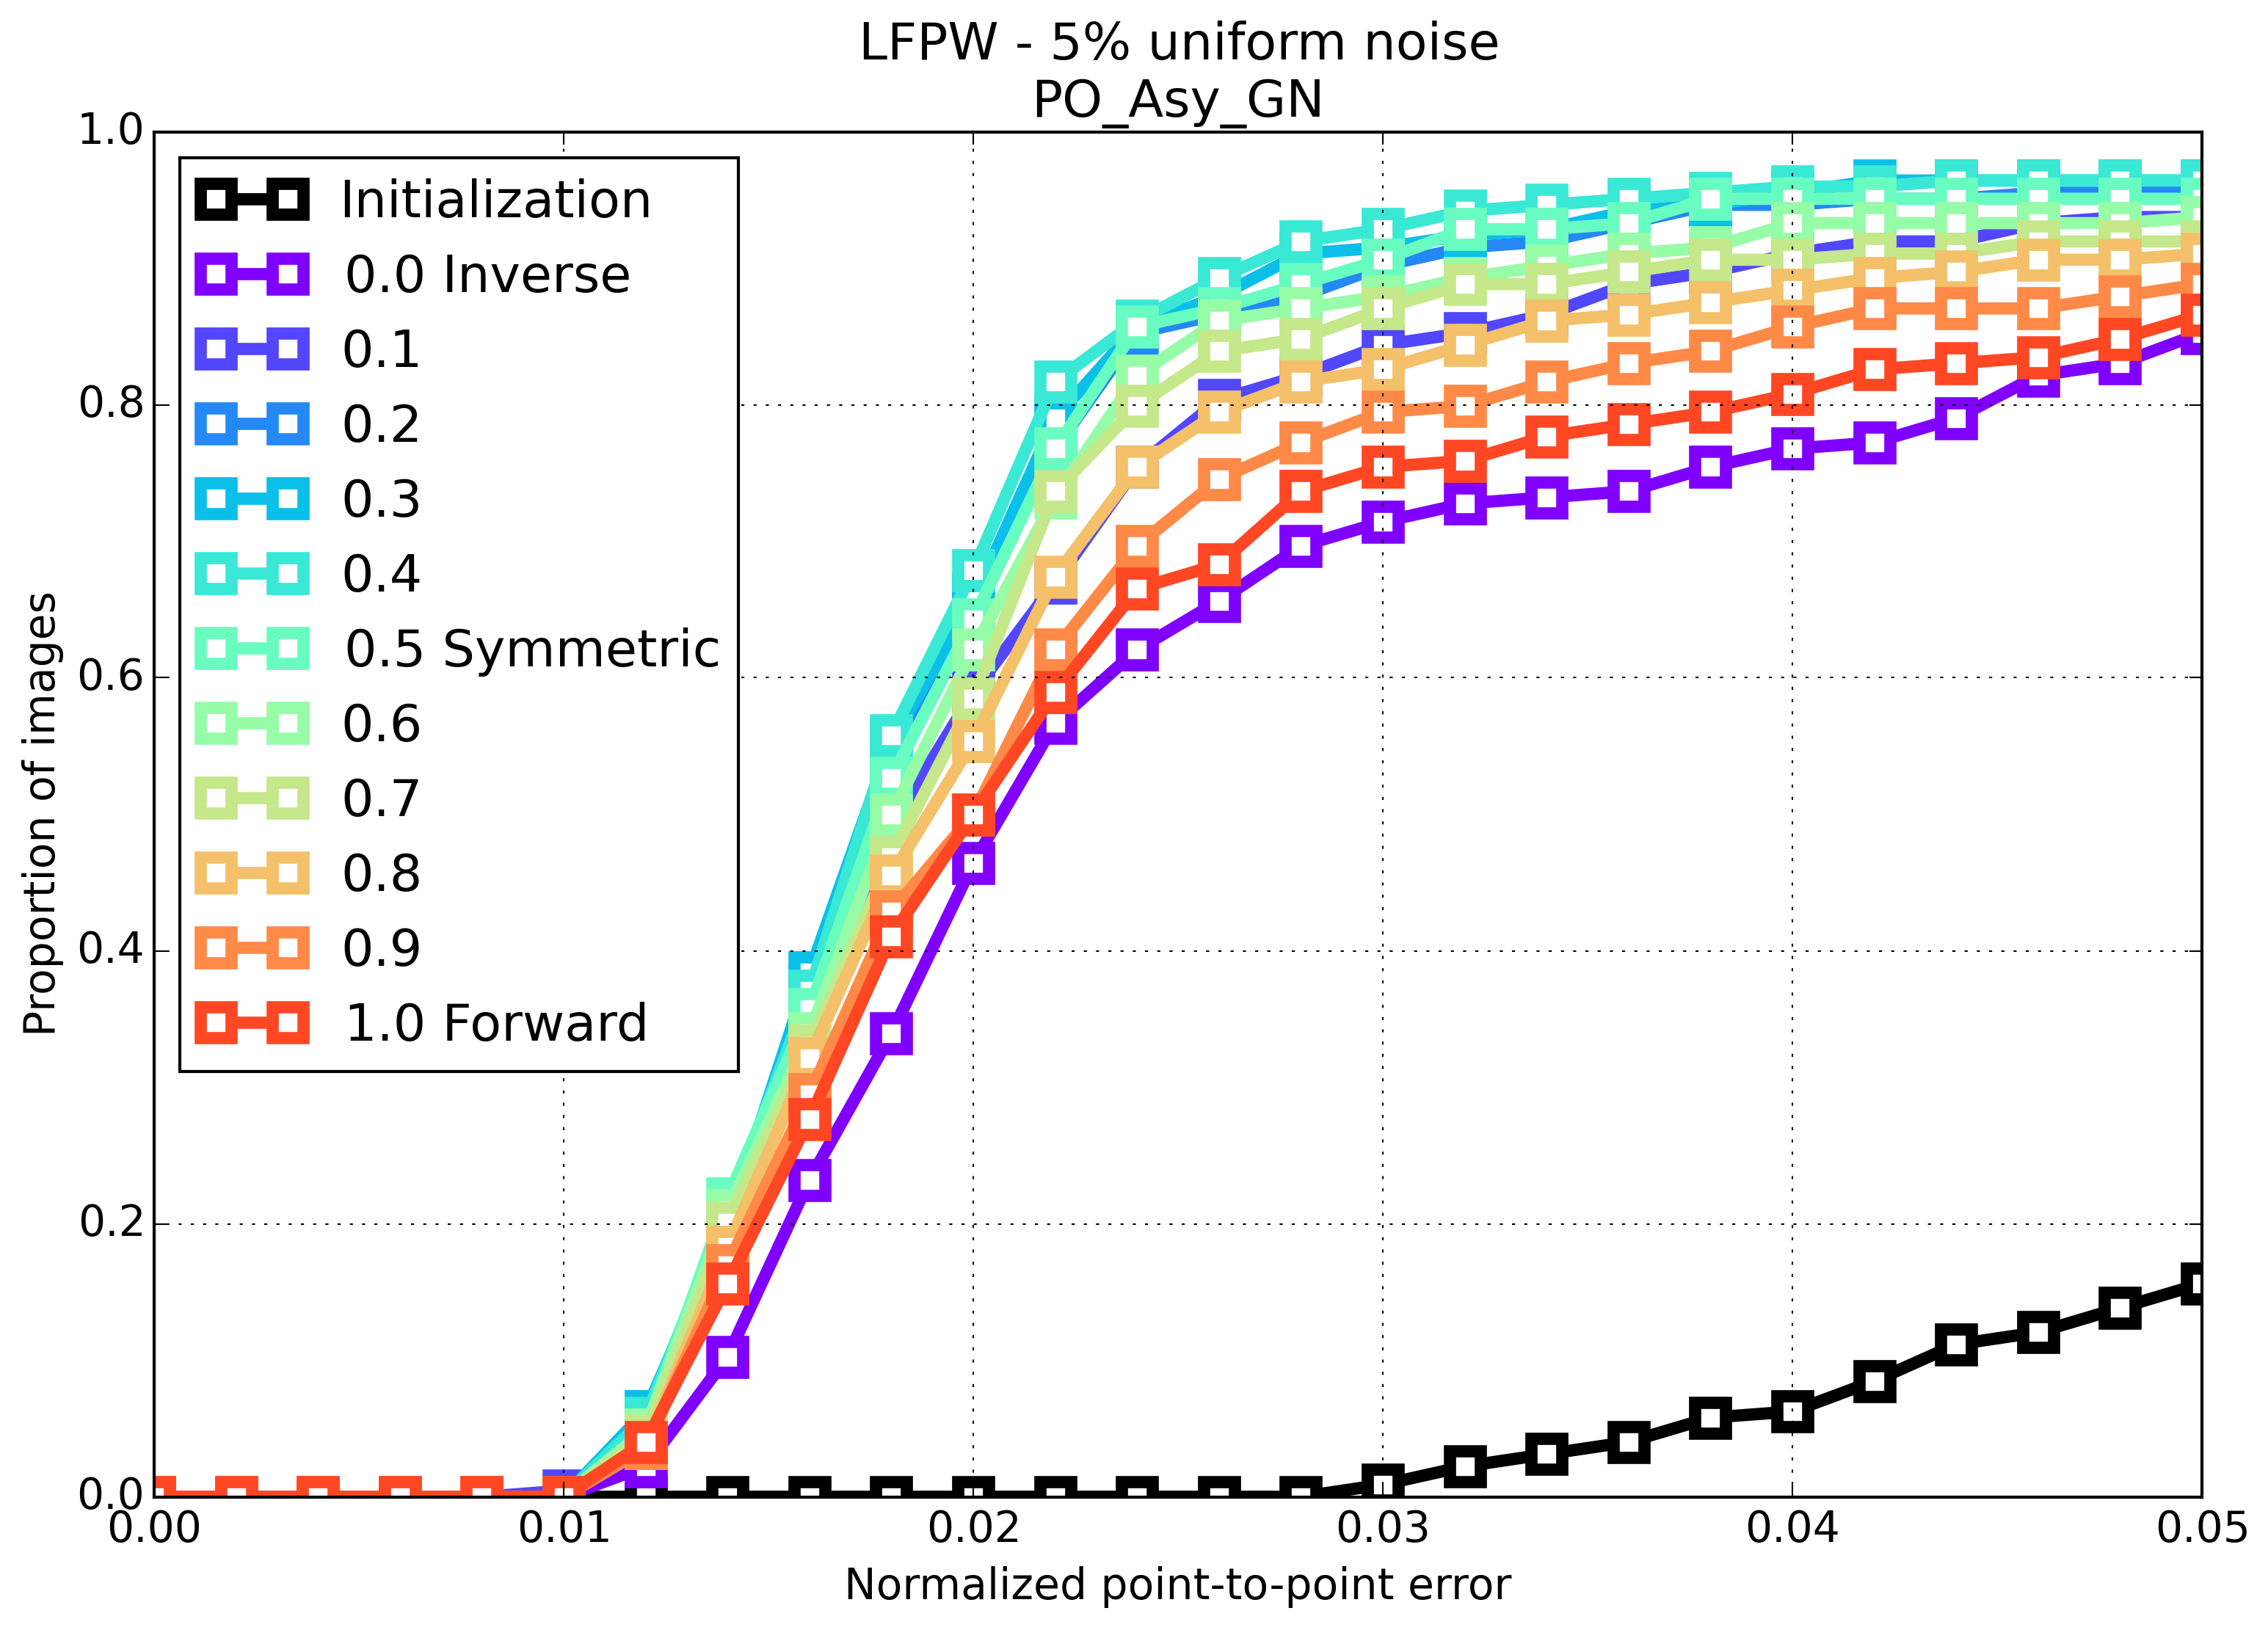 LFPW - 5% uniform noise
PO_Asy_GN
1.0
0.8
0.6
0.4
0.2
0.0
Proportion of images
Initialization
0.0 Inverse
0.1
0.2
0.3
0.4
0.5 Symmetric
0.6
0.7
0.8
0.9
1.0 Forward
0.00 0.01 0.02 0.03 0.04 0.05
Normalized point-to-point error